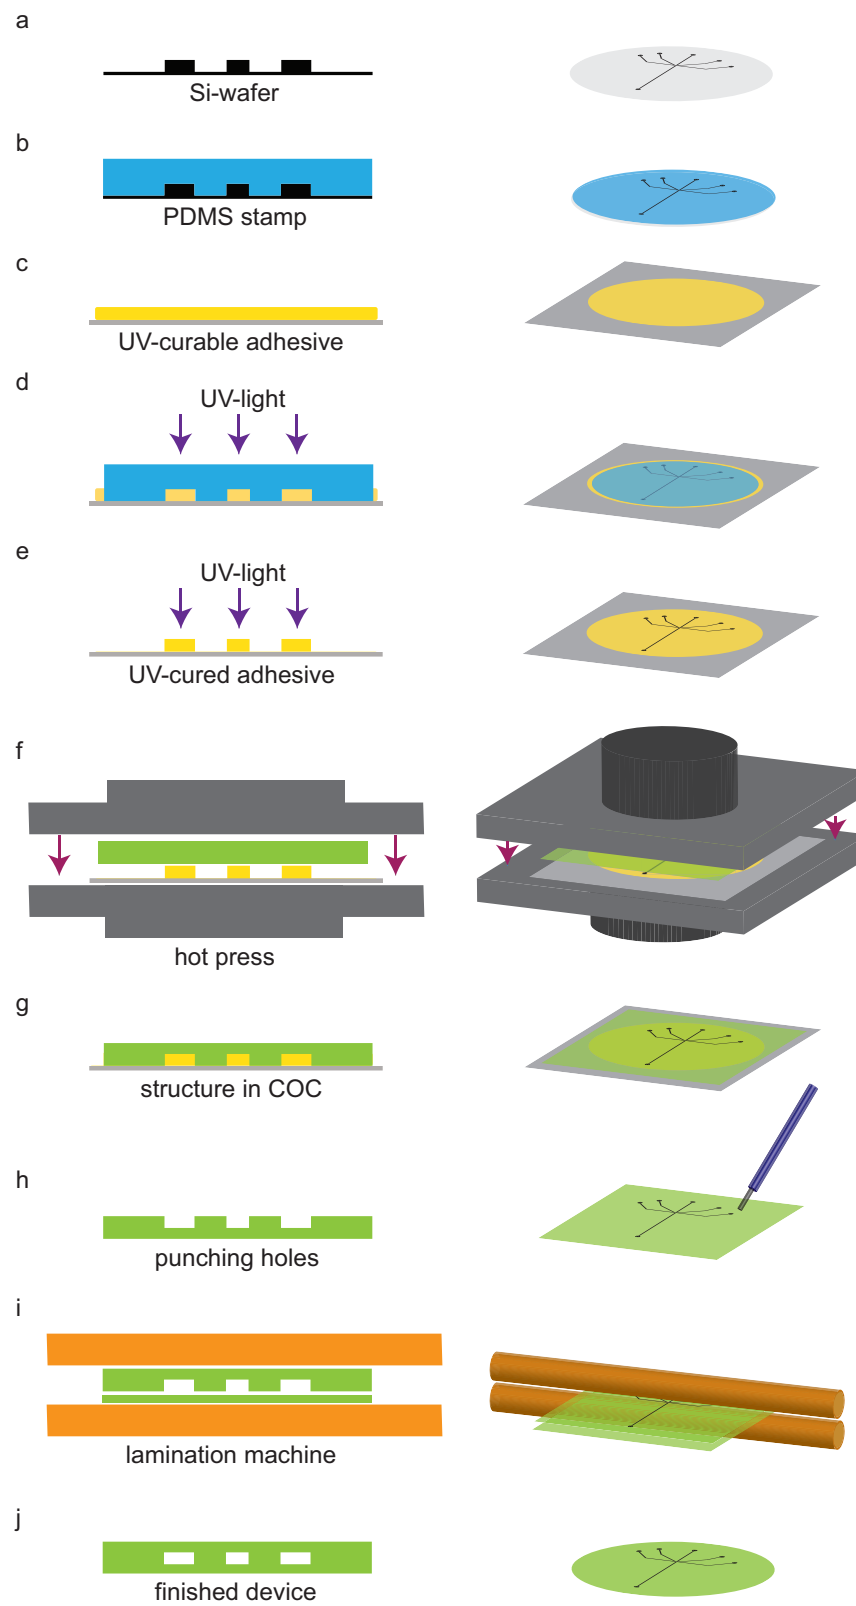 a
Si-wafer
b
PDMS stamp
c
UV-curable adhesive
d
UV-light
e
UV-light
UV-cured adhesive
f
hot press
g
structure in COC
h
punching holes
i
lamination machine
j
finished device